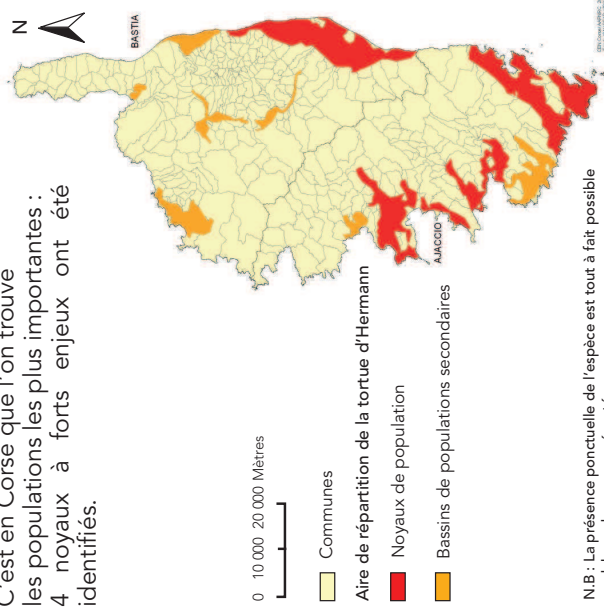 C'est en Corse que l'on trouve
les populations les plus importantes :
4 noyaux à forts enjeux ont été
identifiés.
N
BASTIA
AJACCIO
0 10 000 20 000 Mètres
Communes
Aire de répartition de la tortue d'Hermann
Noyaux de population
Bassins de populations secondaires
N.B : La présence ponctuelle de l'espèce est tout à fait possible